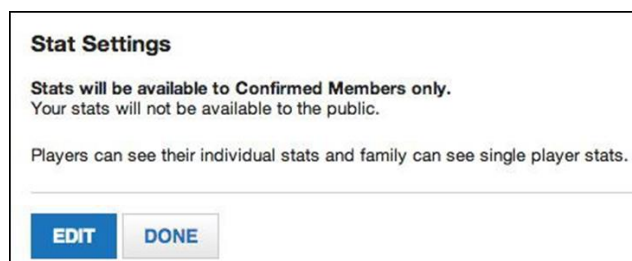 Stat Settings
Stats will be available to Confirmed Members only.
Your stats will not be available to the public.
Players can see their individual stats and family can see single player stats.
EDIT
DONE